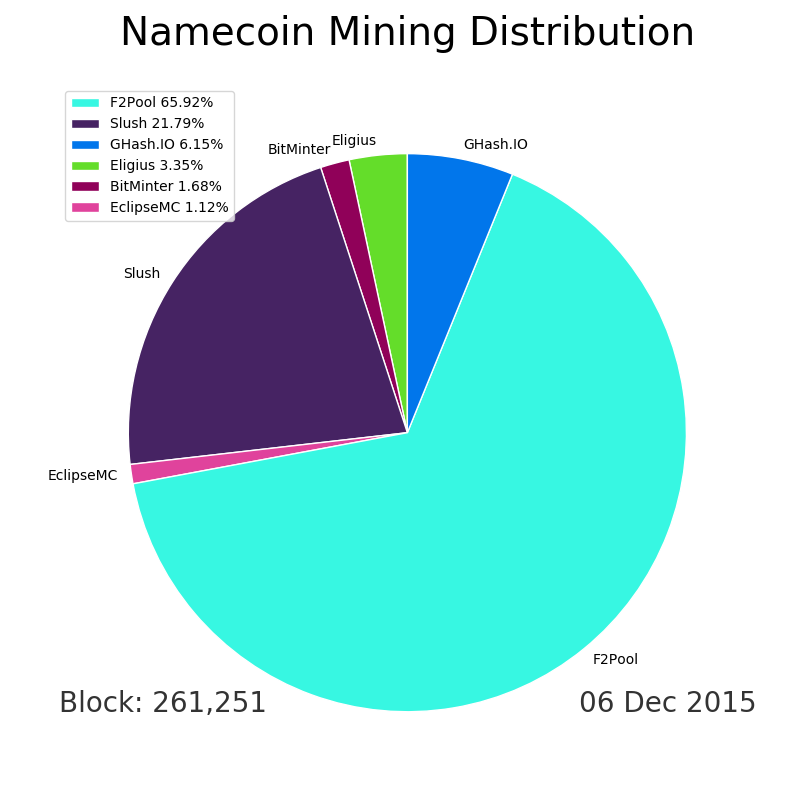 Namecoin Mining Distribution
F2Pool 65.92%
Slush 21.79%
GHash.IO 6.15%
Eligius 3.35%
BitMinter 1.68%
EclipseMC 1.12%
Eligius
GHash.IO
BitMinter
Slush
EclipseMC
F2Pool
Block: 261,251
06 Dec 2015